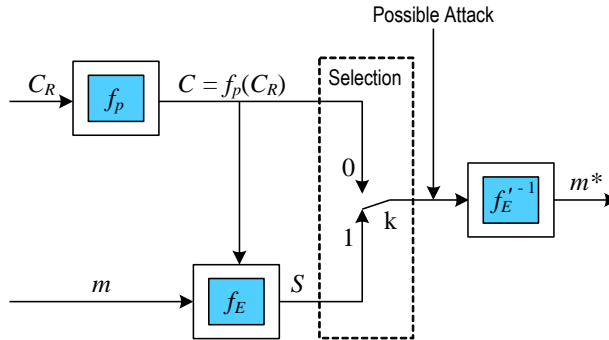 Possible Attack
C_R
f_p
C = f_p(C_R)
Selection
0
k
f_E'^{-1}
m*
1
m
f_E
S